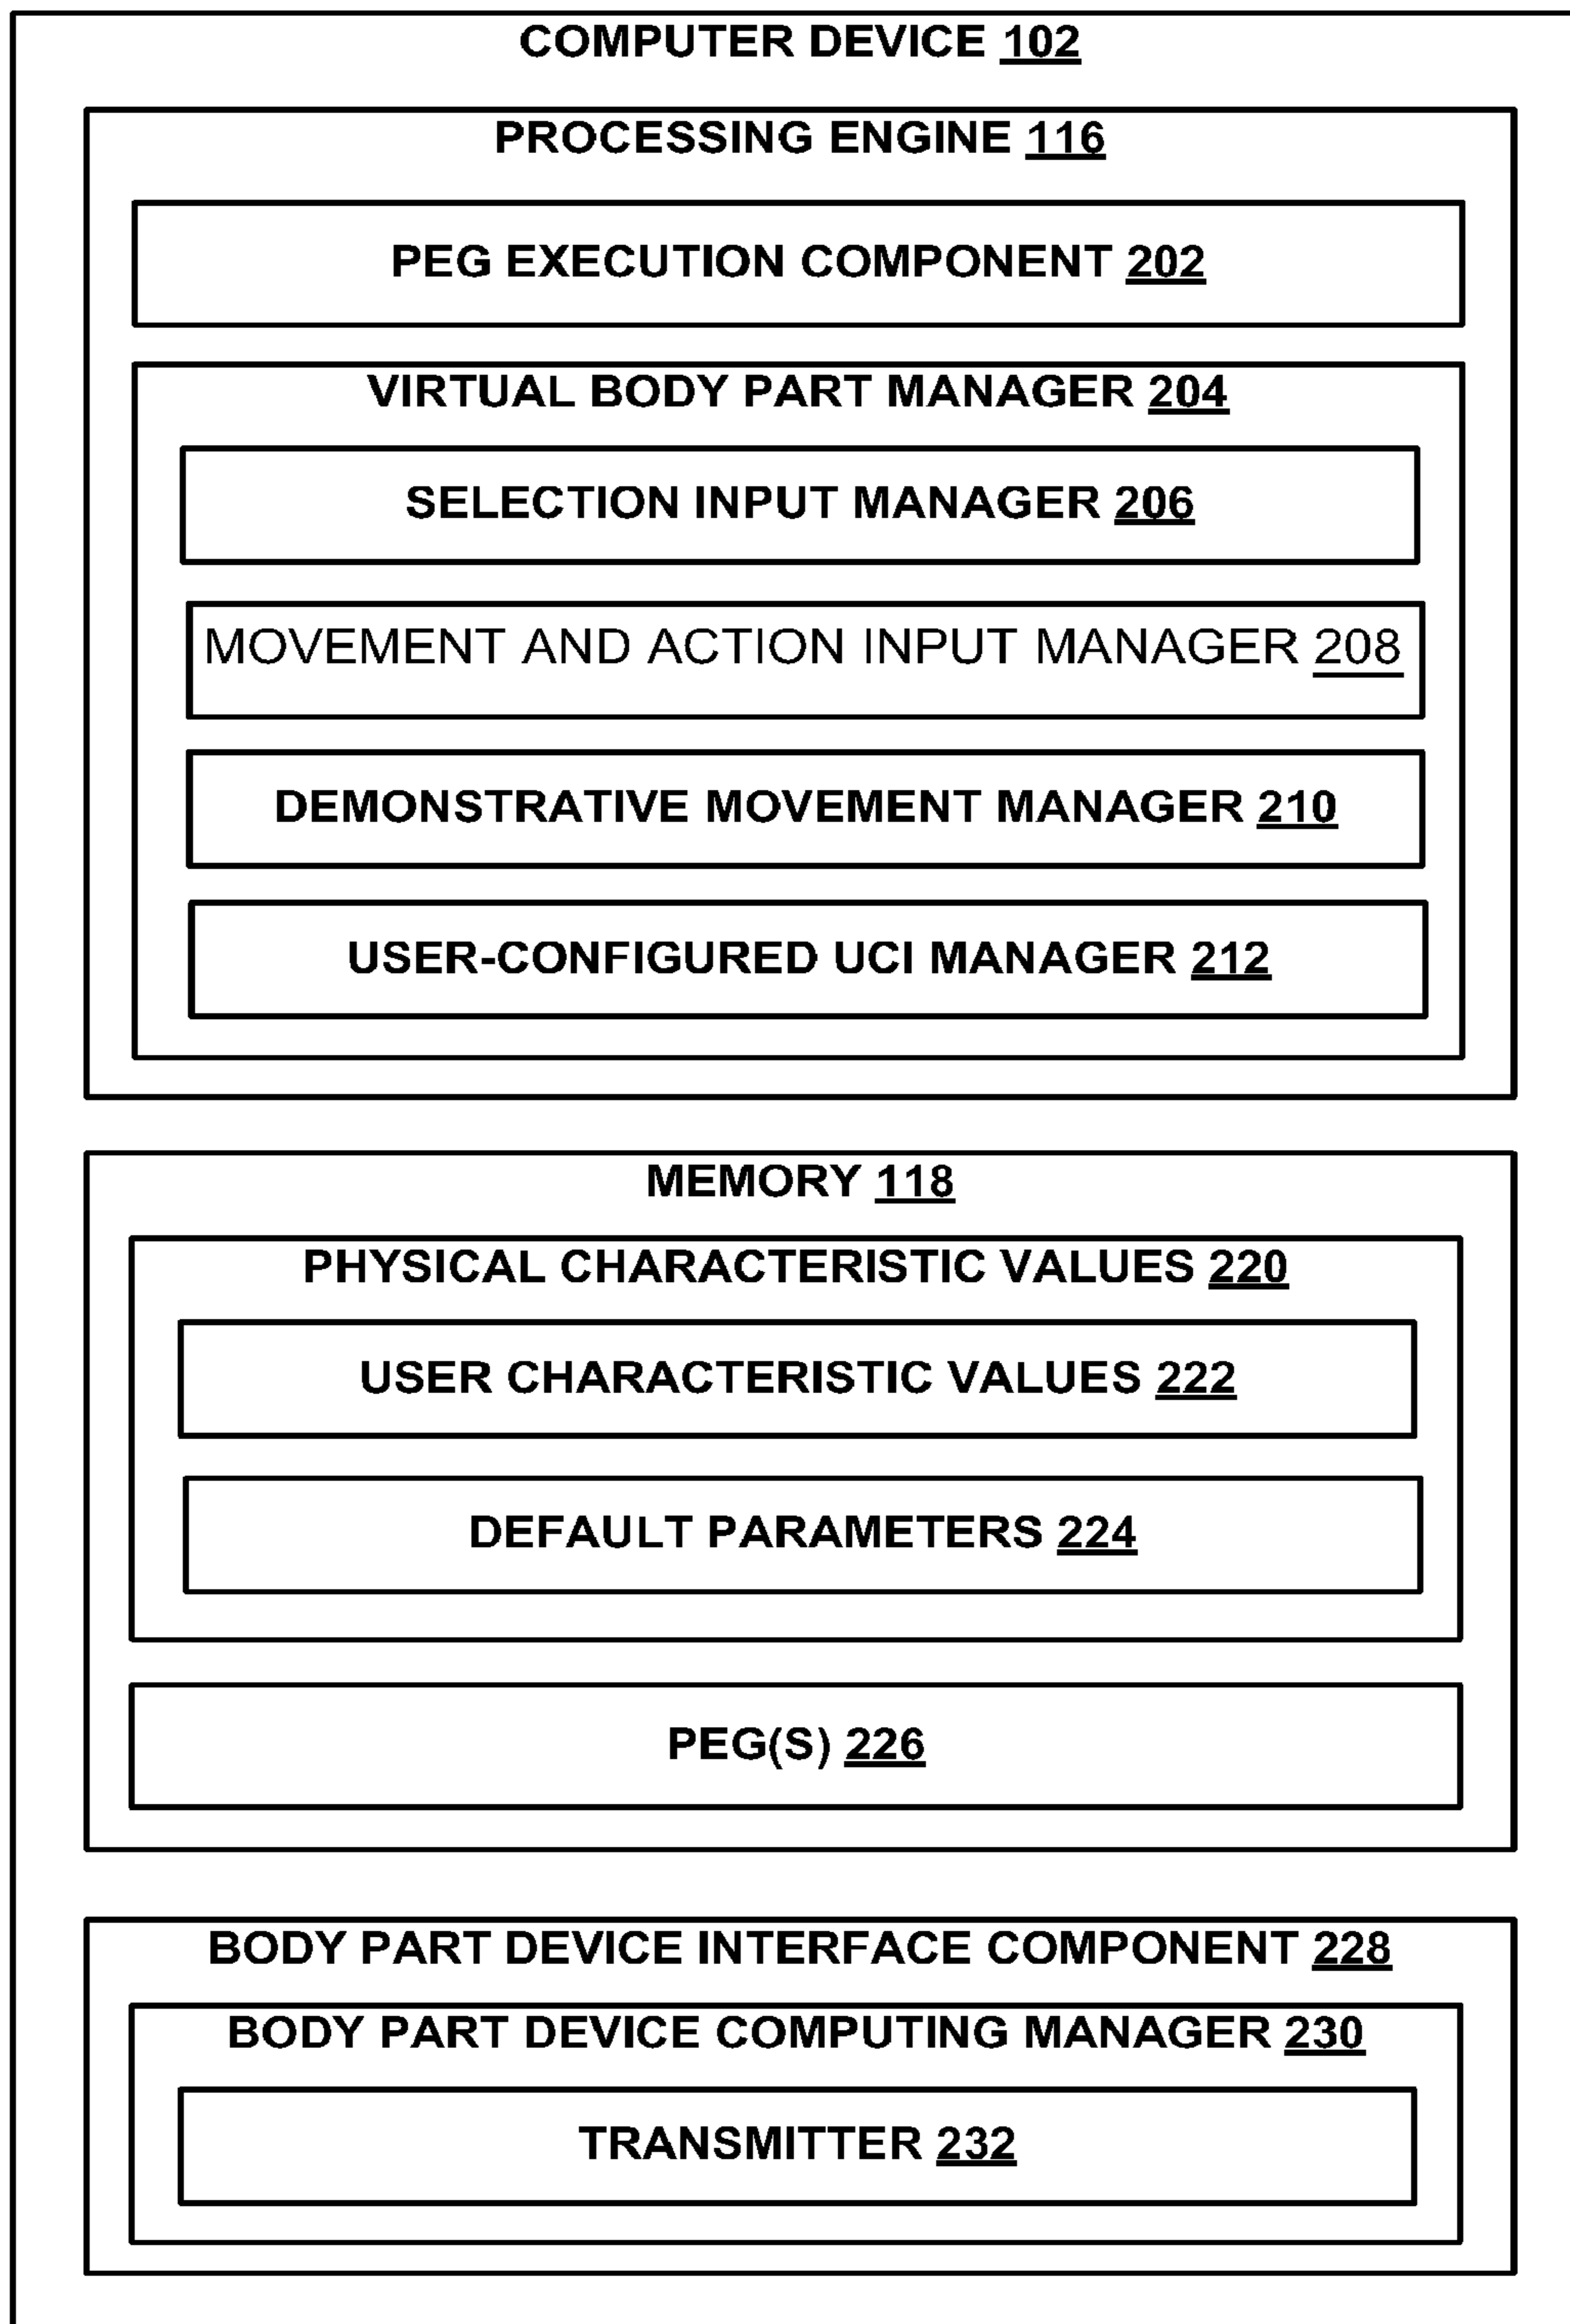 COMPUTER DEVICE 102
PROCESSING ENGINE 116
PEG EXECUTION COMPONENT 202
VIRTUAL BODY PART MANAGER 204
SELECTION INPUT MANAGER 206
MOVEMENT AND ACTION INPUT MANAGER 208
DEMONSTRATIVE MOVEMENT MANAGER 210
USER-CONFIGURED UCI MANAGER 212
MEMORY 118
PHYSICAL CHARACTERISTIC VALUES 220
USER CHARACTERISTIC VALUES 222
DEFAULT PARAMETERS 224
PEG(S) 226
BODY PART DEVICE INTERFACE COMPONENT 228
BODY PART DEVICE COMPUTING MANAGER 230
TRANSMITTER 232